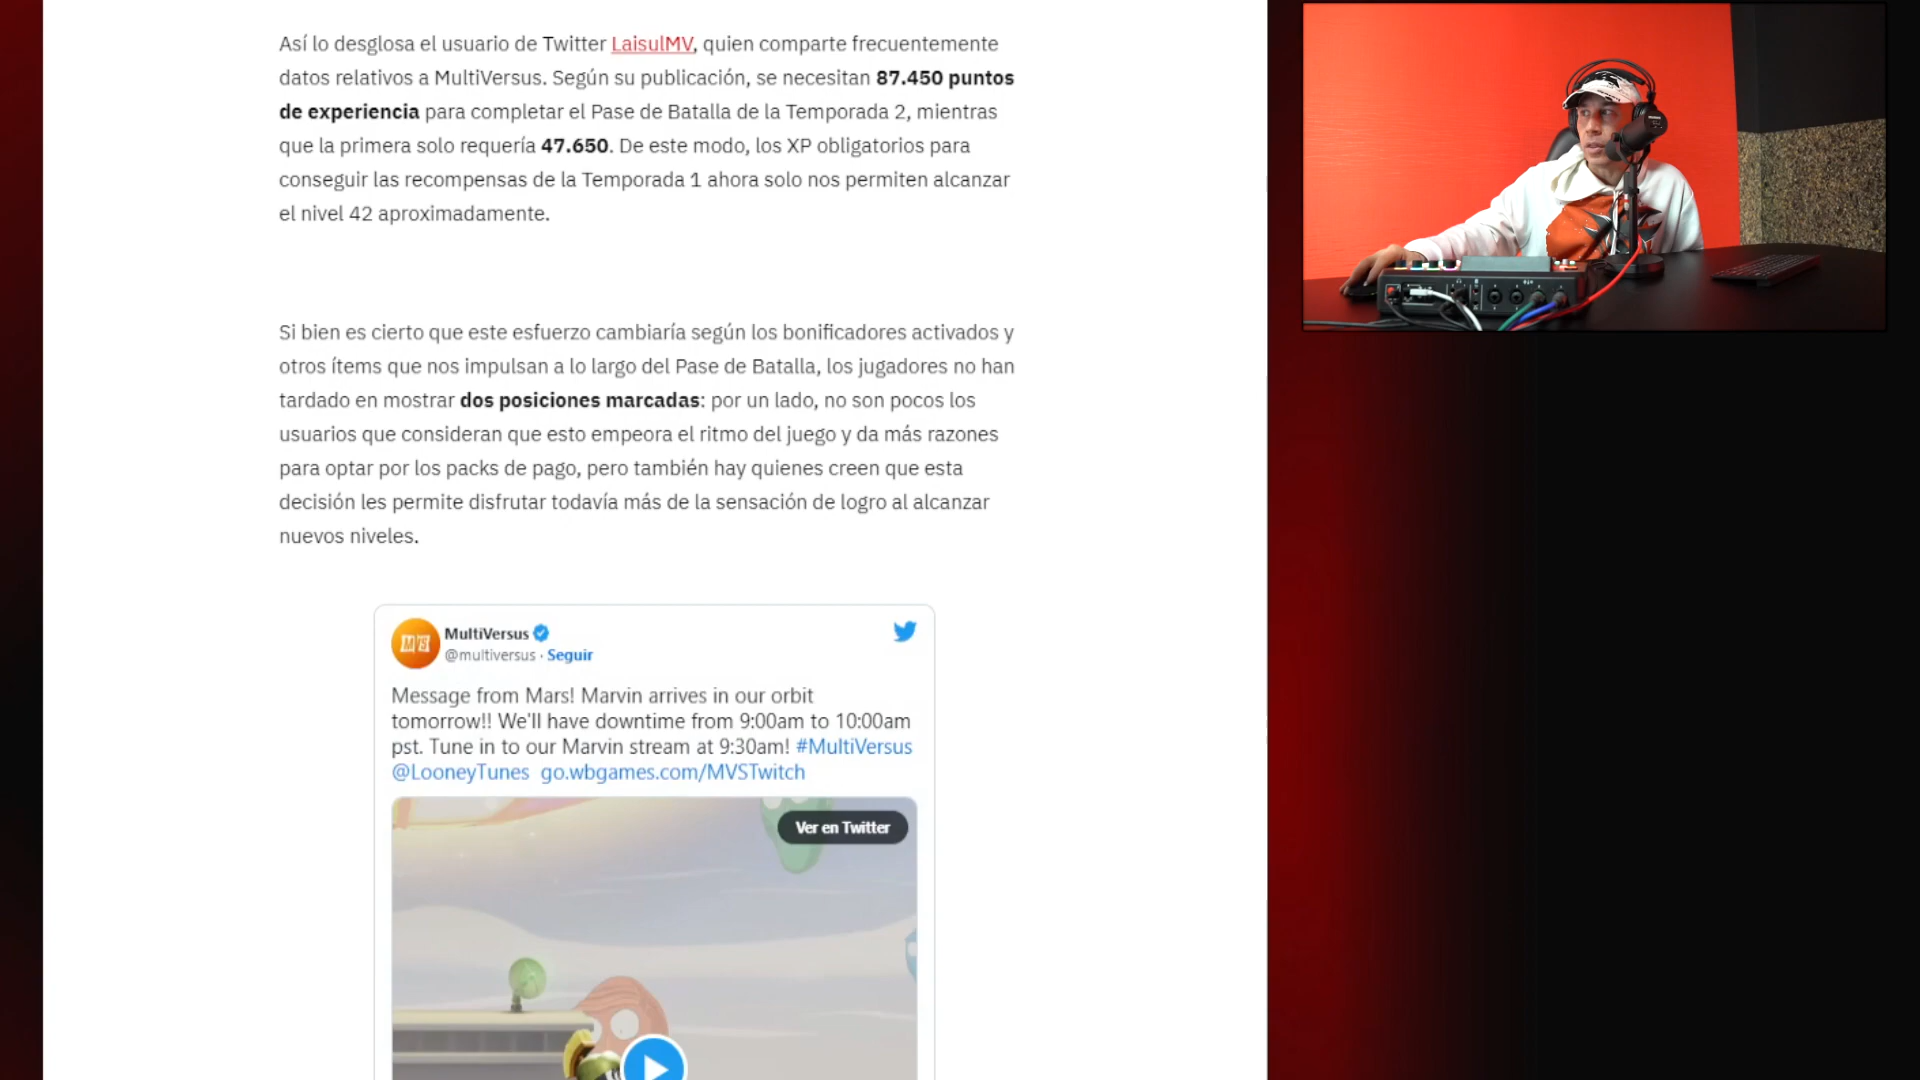 Así lo desglosa el usuario de Twitter LaisulMV, quien comparte frecuentemente
datos relativos a MultiVersus. Según su publicación, se necesitan 87.450 puntos
de experiencia para completar el Pase de Batalla de la Temporada 2, mientras
que la primera solo requería 47.650. De este modo, los XP obligatorios para
conseguir las recompensas de la Temporada 1 ahora solo nos permiten alcanzar
el nivel 42 aproximadamente.
Si bien es cierto que este esfuerzo cambiaría según los bonificadores activados y
otros ítems que nos impulsan a lo largo del Pase de Batalla, los jugadores no han
tardado en mostrar dos posiciones marcadas: por un lado, no son pocos los
usuarios que consideran que esto empeora el ritmo del juego y da más razones
para optar por los packs de pago, pero también hay quienes creen que esta
decisión les permite disfrutar todavía más de la sensación de logro al alcanzar
nuevos niveles.
MultiVersus
@multiversus · Seguir
Message from Mars! Marvin arrives in our orbit
tomorrow!! We'll have downtime from 9:00am to 10:00am
pst. Tune in to our Marvin stream at 9:30am! #MultiVersus
@LooneyTunes go.wbgames.com/MVSTwitch
Ver en Twitter